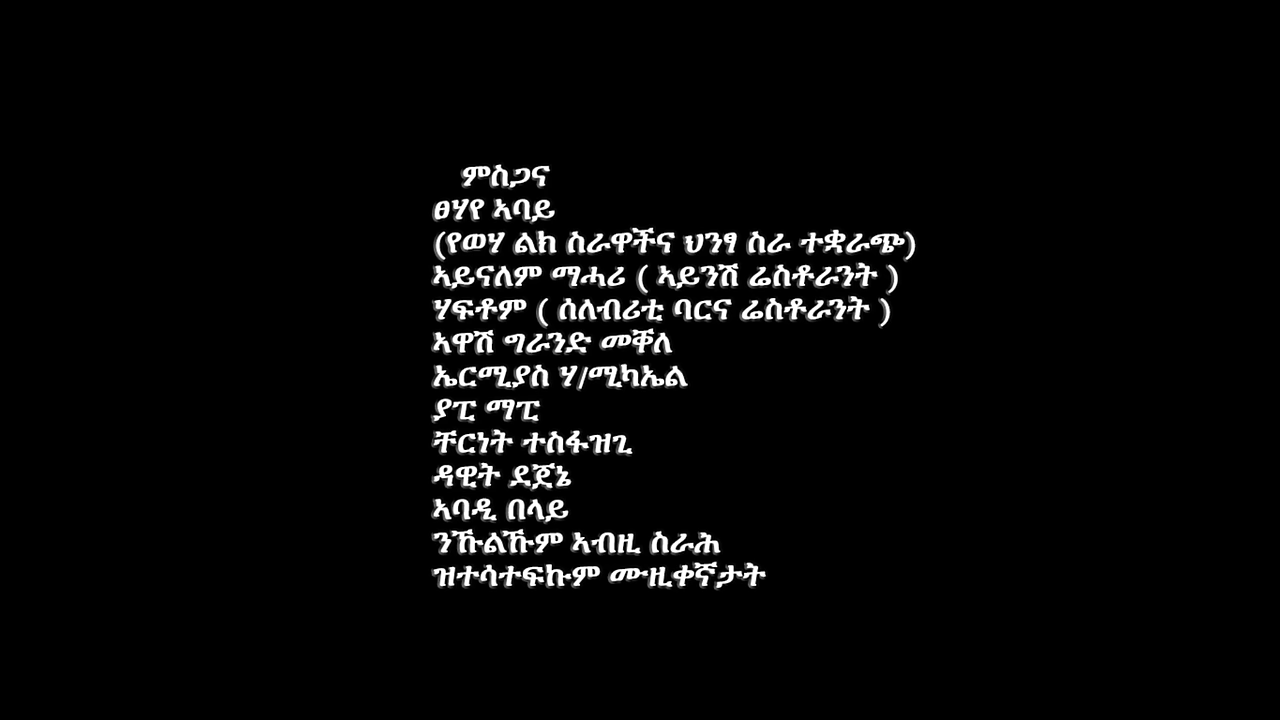 ምስጋና
ፀሃየ ኣባይ
(የወሃ ልክ ስራዋችና ህንፃ ስራ ተቋራጭ)
ኣይናለም ማሓሪ ( ኣይንሽ ሬስቶራንት )
ሃፍቶም ( ሰለብሪቲ ባርና ሬስቶራንት )
ኣዋሽ ግራንድ መቐለ
ኤርሚያስ ሃ/ሚካኤል
ያፒ ማፒ
ቸርነት ተስፋዝጊ
ዳዊት ደጀኔ
ኣባዲ በላይ
ንኹልኹም ኣብዚ ስራሕ
ዝተሳተፍኩም ሙዚቀኛታት